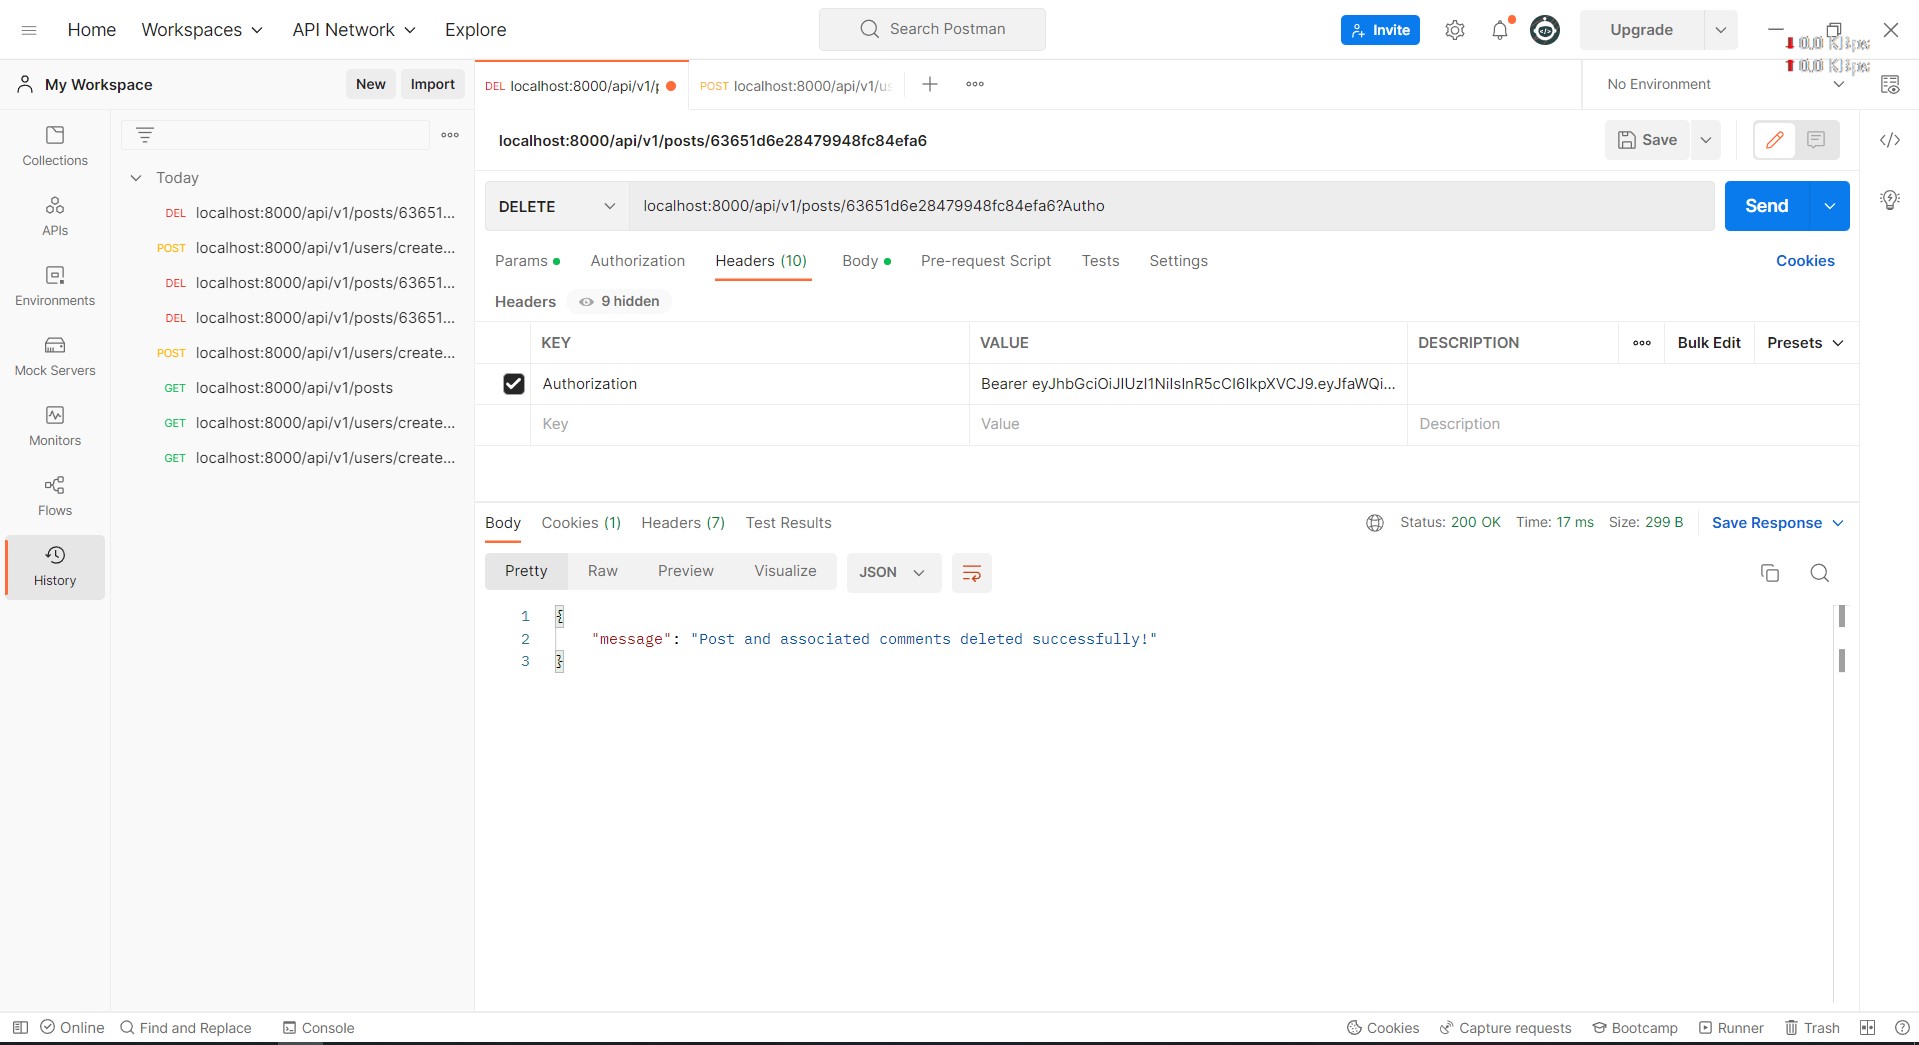 Home Workspaces API Network Explore Search Postman Invite Upgrade
My Workspace New Import DEL localhost:8000/api/v1/p POST localhost:8000/api/v1/us No Environment
Collections
APIs
Environments
Mock Servers
Monitors
Flows
History
Today
DEL localhost:8000/api/v1/posts/63651...
POST localhost:8000/api/v1/users/create...
DEL localhost:8000/api/v1/posts/63651...
DEL localhost:8000/api/v1/posts/63651...
POST localhost:8000/api/v1/users/create...
GET localhost:8000/api/v1/posts
GET localhost:8000/api/v1/users/create...
GET localhost:8000/api/v1/users/create...
localhost:8000/api/v1/posts/63651d6e28479948fc84efa6 Save
DELETE localhost:8000/api/v1/posts/63651d6e28479948fc84efa6?Autho Send
Params Authorization Headers (10) Body Pre-request Script Tests Settings Cookies
Headers 9 hidden
KEY VALUE DESCRIPTION Bulk Edit Presets
Authorization Bearer eyJhbGciOiJIUzI1NiIsInR5cCI6IkpXVCJ9.eyJfaWQi...
Key Value Description
Body Cookies (1) Headers (7) Test Results Status: 200 OK Time: 17 ms Size: 299 B Save Response
Pretty Raw Preview Visualize JSON
1 {
2 "message": "Post and associated comments deleted successfully!"
3 }
Online Find and Replace Console Cookies Capture requests Bootcamp Runner Trash